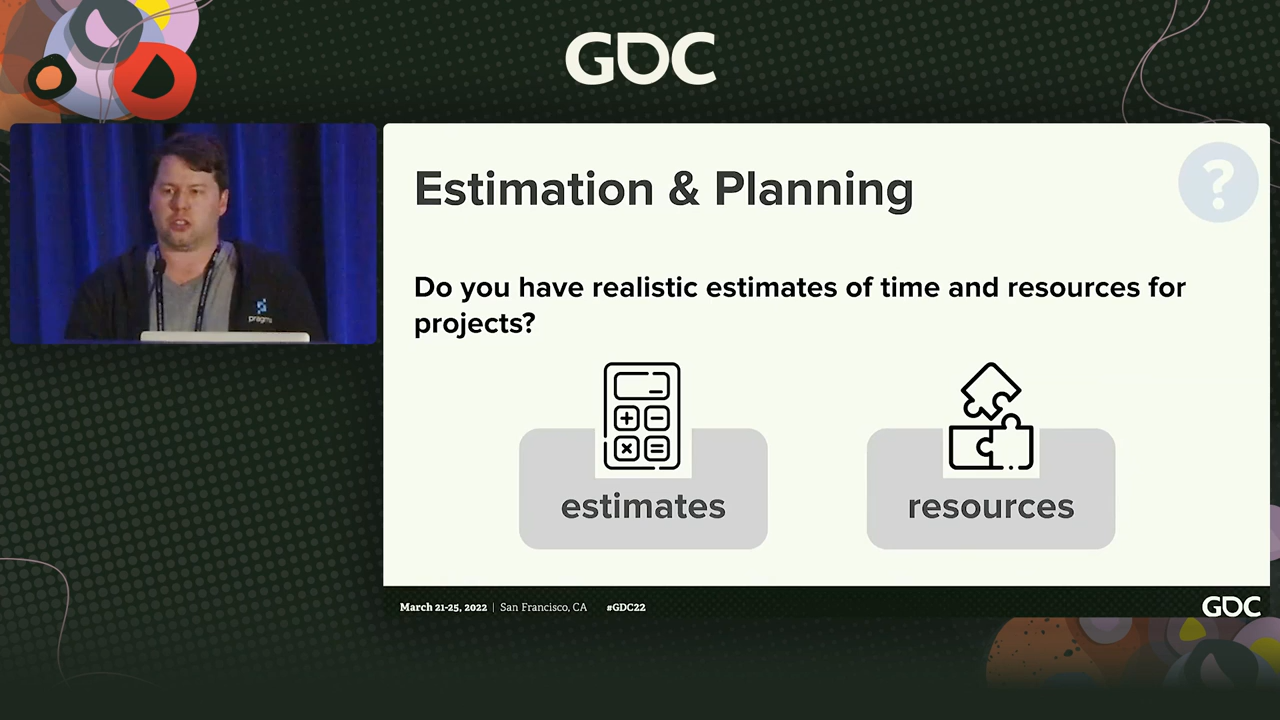 GDC
Estimation & Planning
?
Do you have realistic estimates of time and resources for
projects?
estimates
resources
pragma
March 21-25, 2022 | San Francisco, CA #GDC22
GDC